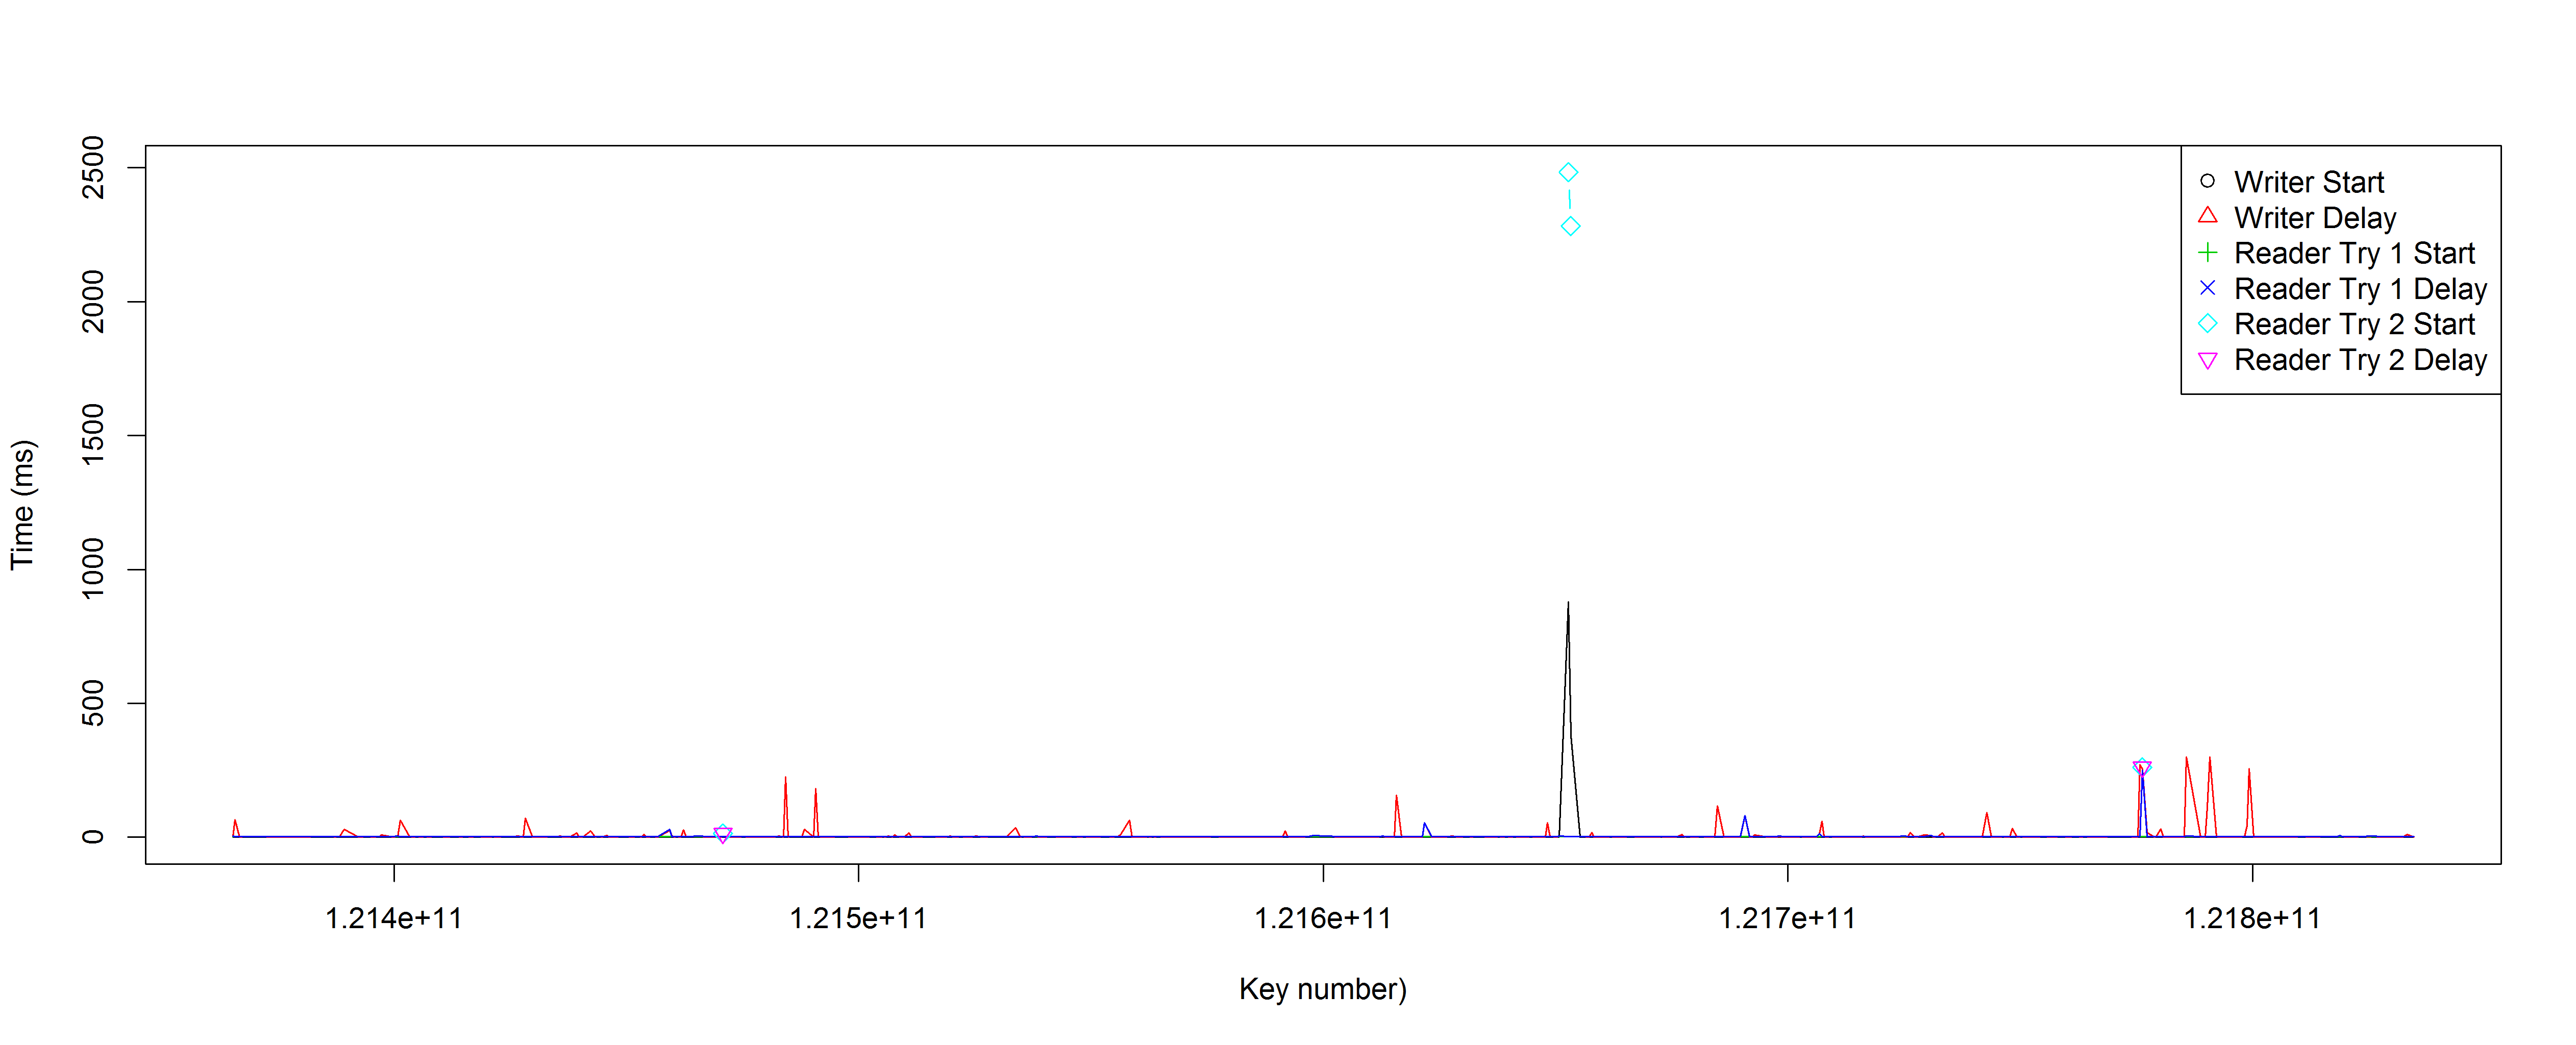 Time (ms)
2500
2000
1500
1000
500
0
Writer Start
Writer Delay
Reader Try 1 Start
Reader Try 1 Delay
Reader Try 2 Start
Reader Try 2 Delay
1.214e+11 1.215e+11 1.216e+11 1.217e+11 1.218e+11
Key number)